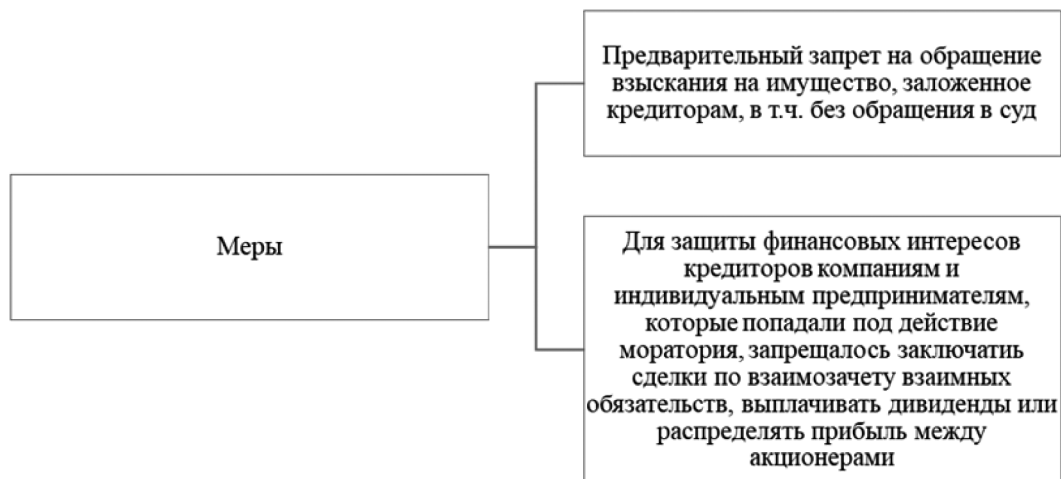 Предварительный запрет на обращение
взыскания на имущество, заложенное
кредиторам, в т.ч. без обращения в суд
Меры
Для защиты финансовых интересов
кредиторов компаниям и
индивидуальным предпринимателям,
которые попадали под действие
моратория, запрещалось заключатиь
сделки по взаимозачету взаимных
обязательств, выплачивать дивиденды или
распределять прибыль между
акционерами